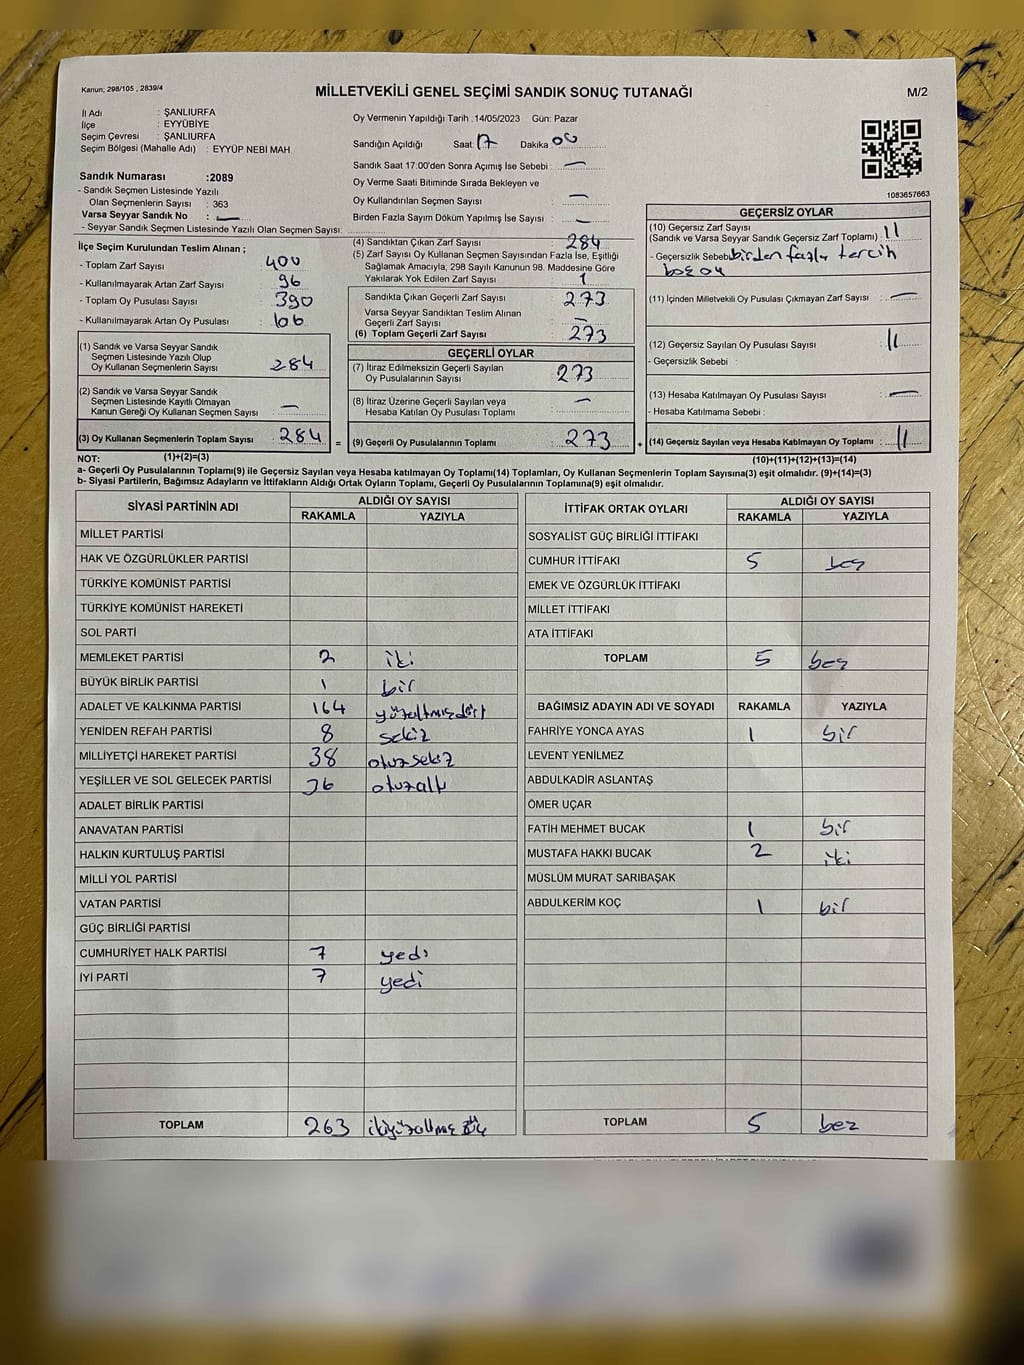 Kanun; 298/105 , 2839/4
MİLLETVEKİLİ GENEL SEÇİMİ SANDIK SONUÇ TUTANAĞI
M/2
İl Adı : ŞANLIURFA
İlçe : EYYÜBİYE
Seçim Çevresi : ŞANLIURFA
Seçim Bölgesi (Mahalle Adı) : EYYÜP NEBİ MAH.
Sandık Numarası :2089
- Sandık Seçmen Listesinde Yazılı
Olan Seçmenlerin Sayısı : 363
Varsa Seyyar Sandık No : —
- Seyyar Sandık Seçmen Listesinde Yazılı Olan Seçmen Sayısı:
Oy Vermenin Yapıldığı Tarih :14/05/2023 Gün: Pazar
Sandığın Açıldığı Saat: 17 Dakika: 00
Sandık Saat 17:00'den Sonra Açımış İse Sebebi : —
Oy Verme Saati Bitiminde Sırada Bekleyen ve
Oy Kullandırılan Seçmen Sayısı : —
Birden Fazla Sayım Döküm Yapılmış İse Sayısı : —
1083657663
İlçe Seçim Kurulundan Teslim Alınan ;
- Toplam Zarf Sayısı : 400
- Kullanılmayarak Artan Zarf Sayısı : 96
- Toplam Oy Pusulası Sayısı : 390
- Kullanılmayarak Artan Oy Pusulası : 106
(1) Sandık ve Varsa Seyyar Sandık
Seçmen Listesinde Yazılı Olup
Oy Kullanan Seçmenlerin Sayısı : 284
(2) Sandık ve Varsa Seyyar Sandık
Seçmen Listesinde Kayıtlı Olmayan
Kanun Gereği Oy Kullanan Seçmen Sayısı : —
(3) Oy Kullanan Seçmenlerin Toplam Sayısı : 284 =
(4) Sandıktan Çıkan Zarf Sayısı : 284
(5) Zarf Sayısı Oy Kullanan Seçmen Sayısından Fazla İse, Eşitliği
Sağlamak Amacıyla, 298 Sayılı Kanunun 98. Maddesine Göre
Yakılarak Yok Edilen Zarf Sayısı : 1
Sandıkta Çıkan Geçerli Zarf Sayısı : 273
Varsa Seyyar Sandıktan Teslim Alınan
Geçerli Zarf Sayısı : —
(6) Toplam Geçerli Zarf Sayısı : 273
GEÇERLİ OYLAR
(7) İtiraz Edilmeksizin Geçerli Sayılan
Oy Pusulalarının Sayısı : 273
(8) İtiraz Üzerine Geçerli Sayılan veya
Hesaba Katılan Oy Pusulası Toplamı : —
(9) Geçerli Oy Pusulalarının Toplamı : 273 +
GEÇERSİZ OYLAR
(10) Geçersiz Zarf Sayısı
(Sandık ve Varsa Seyyar Sandık Geçersiz Zarf Toplamı) : 11
- Geçersizlik Sebebi: birden fazla tercih
(11) İçinden Milletvekili Oy Pusulası Çıkmayan Zarf Sayısı : —
(12) Geçersiz Sayılan Oy Pusulası Sayısı : 11
- Geçersizlik Sebebi :
(13) Hesaba Katılmayan Oy Pusulası Sayısı : —
- Hesaba Katılmama Sebebi :
(14) Geçersiz Sayılan veya Hesaba Katılmayan Oy Toplamı : 11
NOT: (1)+(2)=(3)
(10)+(11)+(12)+(13)=(14)
a- Geçerli Oy Pusulalarının Toplamı(9) ile Geçersiz Sayılan veya Hesaba katılmayan Oy Toplamı(14) Toplamları, Oy Kullanan Seçmenlerin Toplam Sayısına(3) eşit olmalıdır. (9)+(14)=(3)
b- Siyasi Partilerin, Bağımsız Adayların ve İttifakların Aldığı Ortak Oyların Toplamı, Geçerli Oy Pusulalarının Toplamına(9) eşit olmalıdır.
SİYASİ PARTİNİN ADI ALDIĞI OY SAYISI
RAKAMLA YAZIYLA
MİLLET PARTİSİ
HAK VE ÖZGÜRLÜKLER PARTİSİ
TÜRKİYE KOMÜNİST PARTİSİ
TÜRKİYE KOMÜNİST HAREKETİ
SOL PARTİ
MEMLEKET PARTİSİ 2 iki
BÜYÜK BİRLİK PARTİSİ 1 bir
ADALET VE KALKINMA PARTİSİ 164 yüzaltmışdört
YENİDEN REFAH PARTİSİ 8 sekiz
MİLLİYETÇİ HAREKET PARTİSİ 38 otuzsekiz
YEŞİLLER VE SOL GELECEK PARTİSİ 36 otuzaltı
ADALET BİRLİK PARTİSİ
ANAVATAN PARTİSİ
HALKIN KURTULUŞ PARTİSİ
MİLLİ YOL PARTİSİ
VATAN PARTİSİ
GÜÇ BİRLİĞİ PARTİSİ
CUMHURİYET HALK PARTİSİ 7 yedi
İYİ PARTİ 7 yedi
TOPLAM 263
İTTİFAK ORTAK OYLARI ALDIĞI OY SAYISI
RAKAMLA YAZIYLA
SOSYALİST GÜÇ BİRLİĞİ İTTİFAKI
CUMHUR İTTİFAKI 5 beş
EMEK VE ÖZGÜRLÜK İTTİFAKI
MİLLET İTTİFAKI
ATA İTTİFAKI
TOPLAM 5 beş
BAĞIMSIZ ADAYIN ADI VE SOYADI RAKAMLA YAZIYLA
FAHRİYE YONCA AYAS 1 bir
LEVENT YENİLMEZ
ABDULKADİR ASLANTAŞ
ÖMER UÇAR
FATİH MEHMET BUCAK 1 bir
MUSTAFA HAKKI BUCAK 2 iki
MÜSLÜM MURAT SARIBAŞAK
ABDULKERİM KOÇ 1 bir
TOPLAM 5 beş